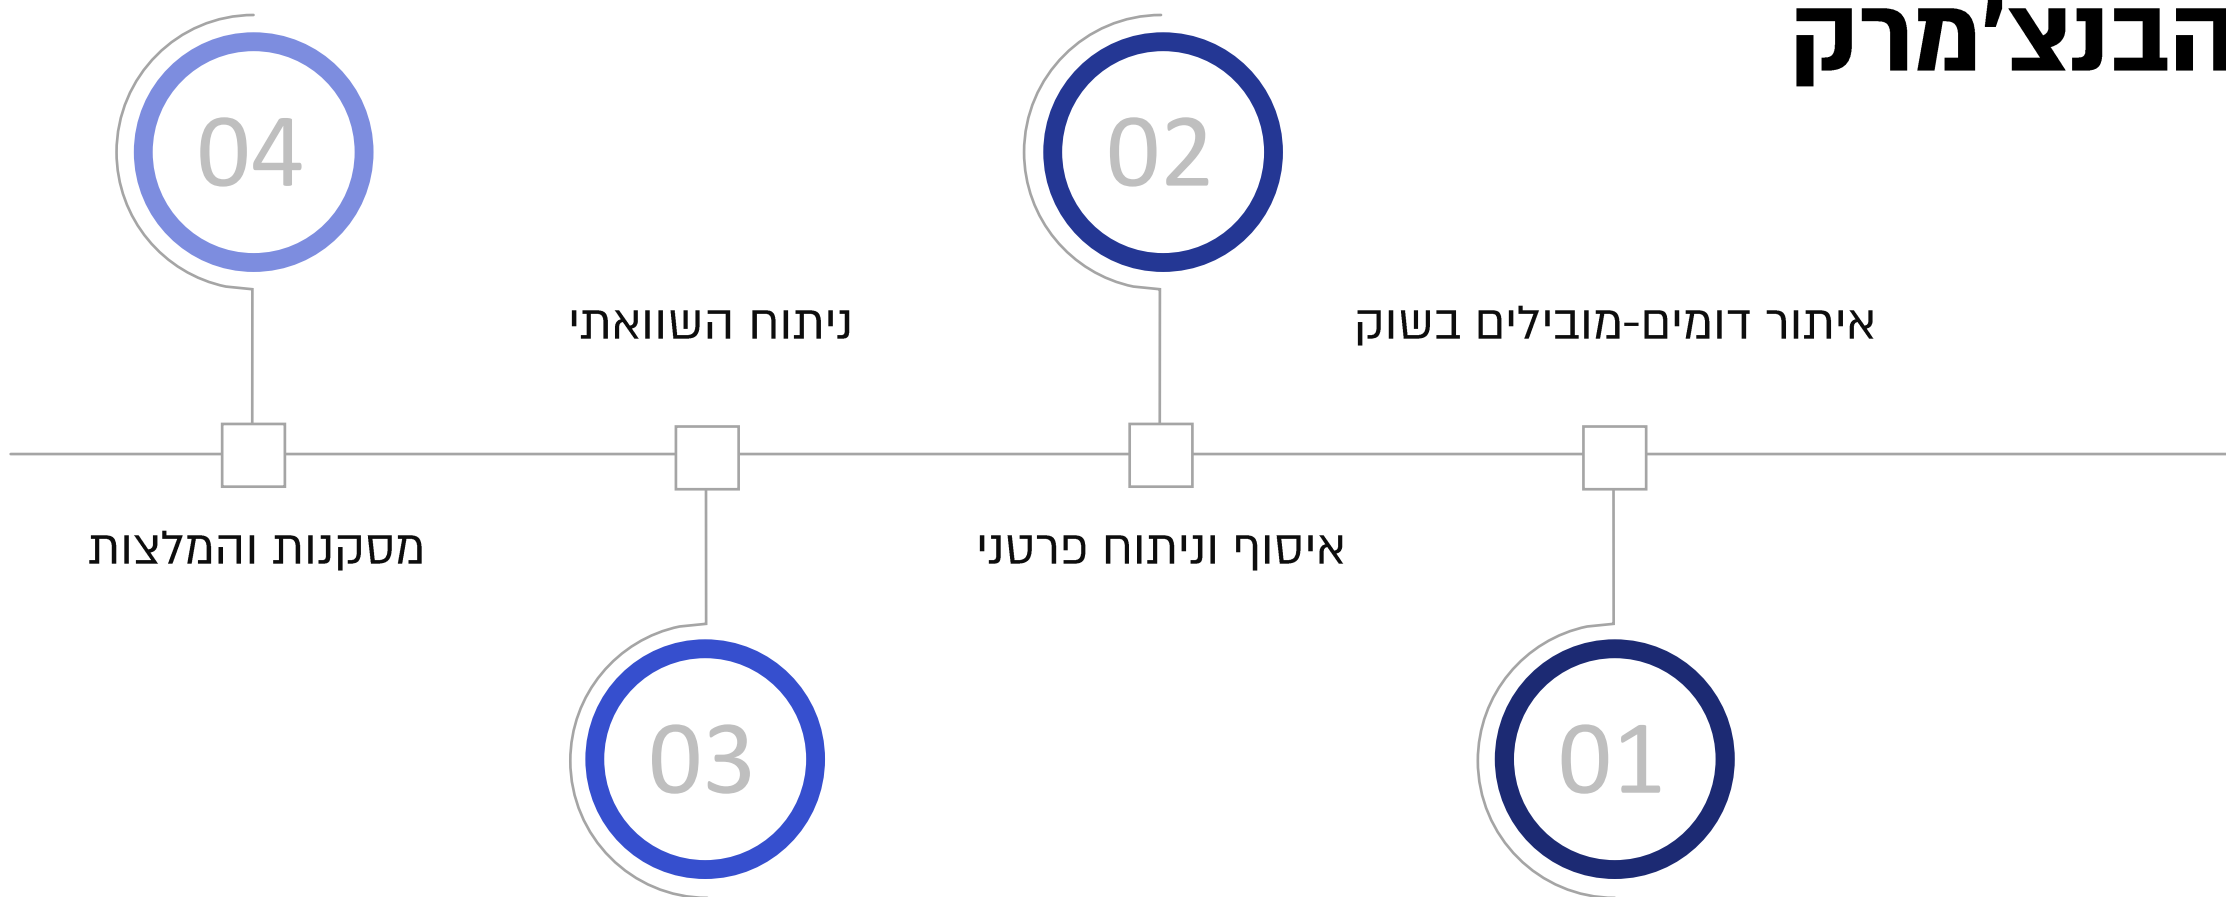 הבנצ'מרק
01
איתור דומים-מובילים בשוק
02
איסוף וניתוח פרטני
03
ניתוח השוואתי
04
מסקנות והמלצות